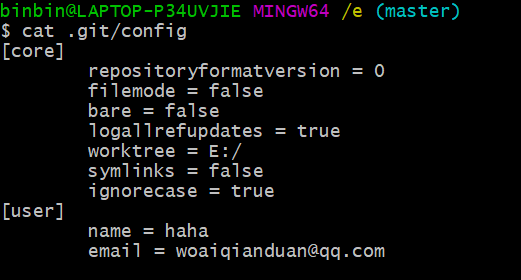 binbin@LAPTOP-P34UVJIE MINGW64 /e (master)
$ cat .git/config
[core]
        repositoryformatversion = 0
        filemode = false
        bare = false
        logallrefupdates = true
        worktree = E:/
        symlinks = false
        ignorecase = true
[user]
        name = haha
        email = woaiqianduan@qq.com